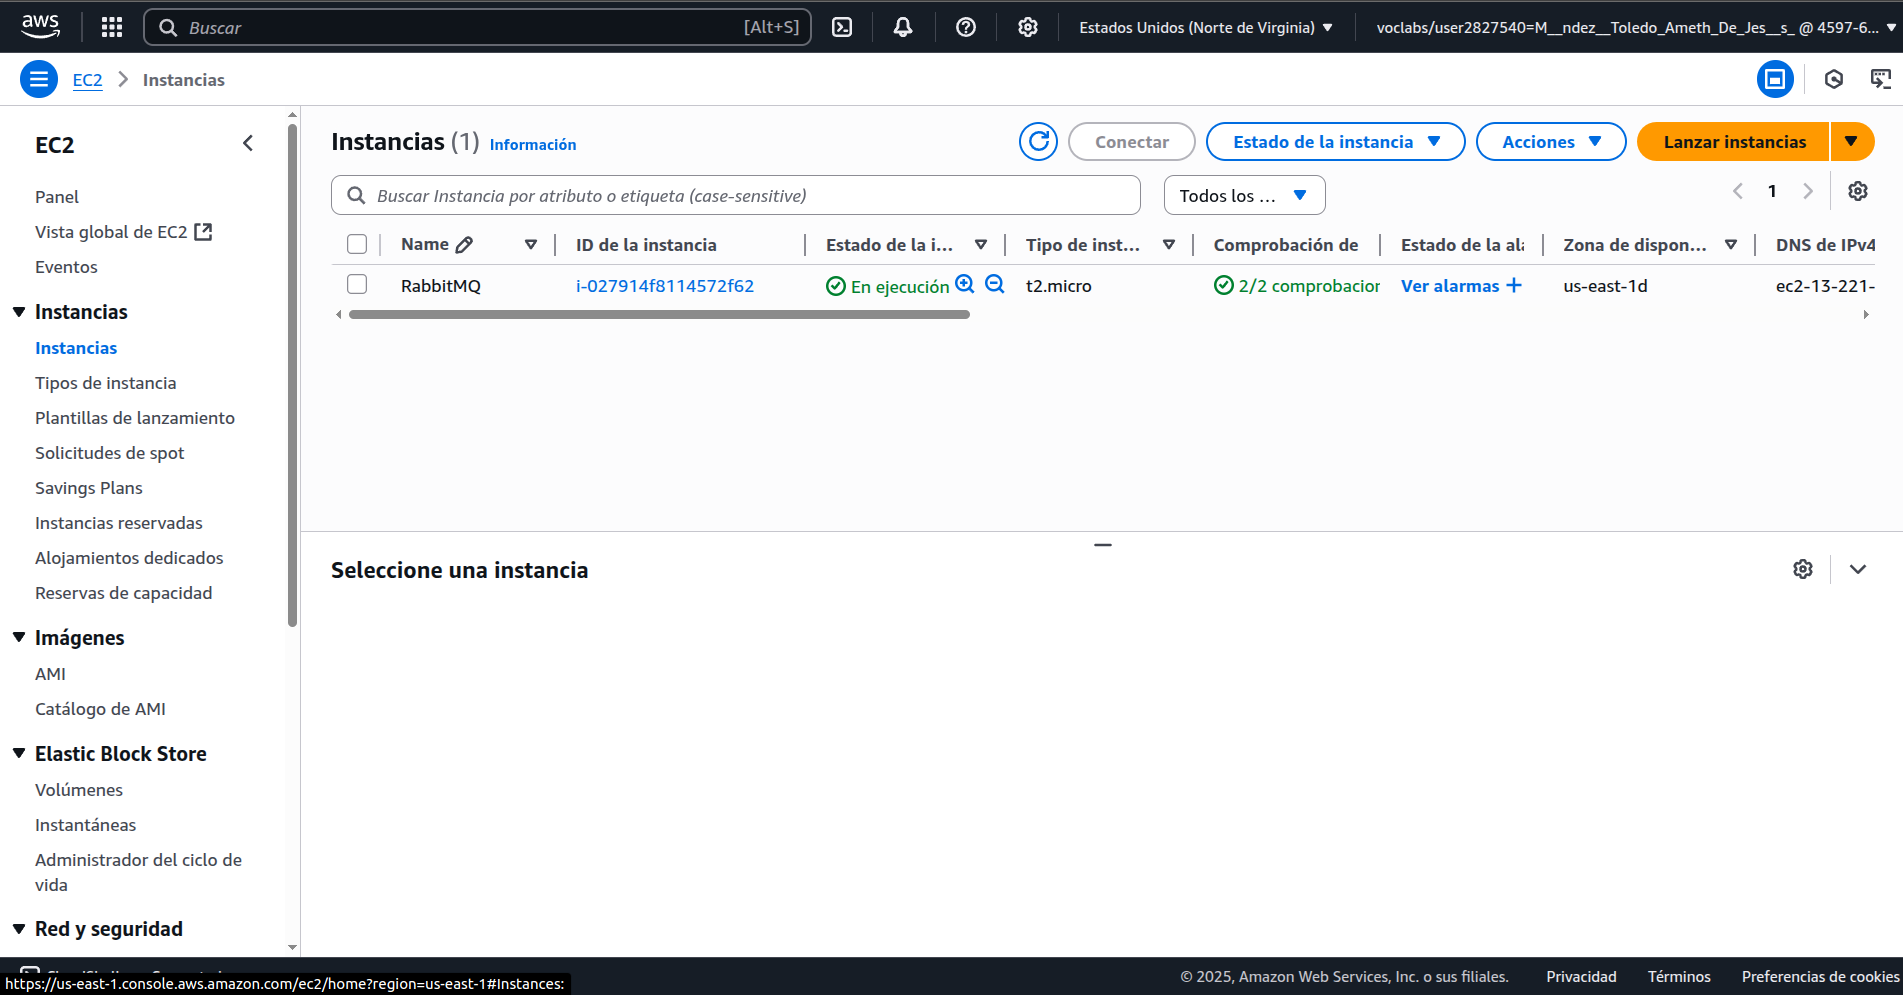 aws
Buscar [Alt+S]
Estados Unidos (Norte de Virginia)
voclabs/user2827540=M__ndez__Toledo_Ameth_De_Jes__s_ @ 4597-6...
EC2 Instancias
EC2
Panel
Vista global de EC2
Eventos
Instancias
Instancias
Tipos de instancia
Plantillas de lanzamiento
Solicitudes de spot
Savings Plans
Instancias reservadas
Alojamientos dedicados
Reservas de capacidad
Imágenes
AMI
Catálogo de AMI
Elastic Block Store
Volúmenes
Instantáneas
Administrador del ciclo de
vida
Red y seguridad
Instancias (1) Información
Conectar
Estado de la instancia
Acciones
Lanzar instancias
Buscar Instancia por atributo o etiqueta (case-sensitive)
Todos los ...
1
Name ID de la instancia Estado de la i... Tipo de inst... Comprobación de Estado de la ala Zona de dispon... DNS de IPv4
RabbitMQ i-027914f8114572f62 En ejecución t2.micro 2/2 comprobacion Ver alarmas + us-east-1d ec2-13-221-
Seleccione una instancia
https://us-east-1.console.aws.amazon.com/ec2/home?region=us-east-1#Instances:
© 2025, Amazon Web Services, Inc. o sus filiales. Privacidad Términos Preferencias de cookies